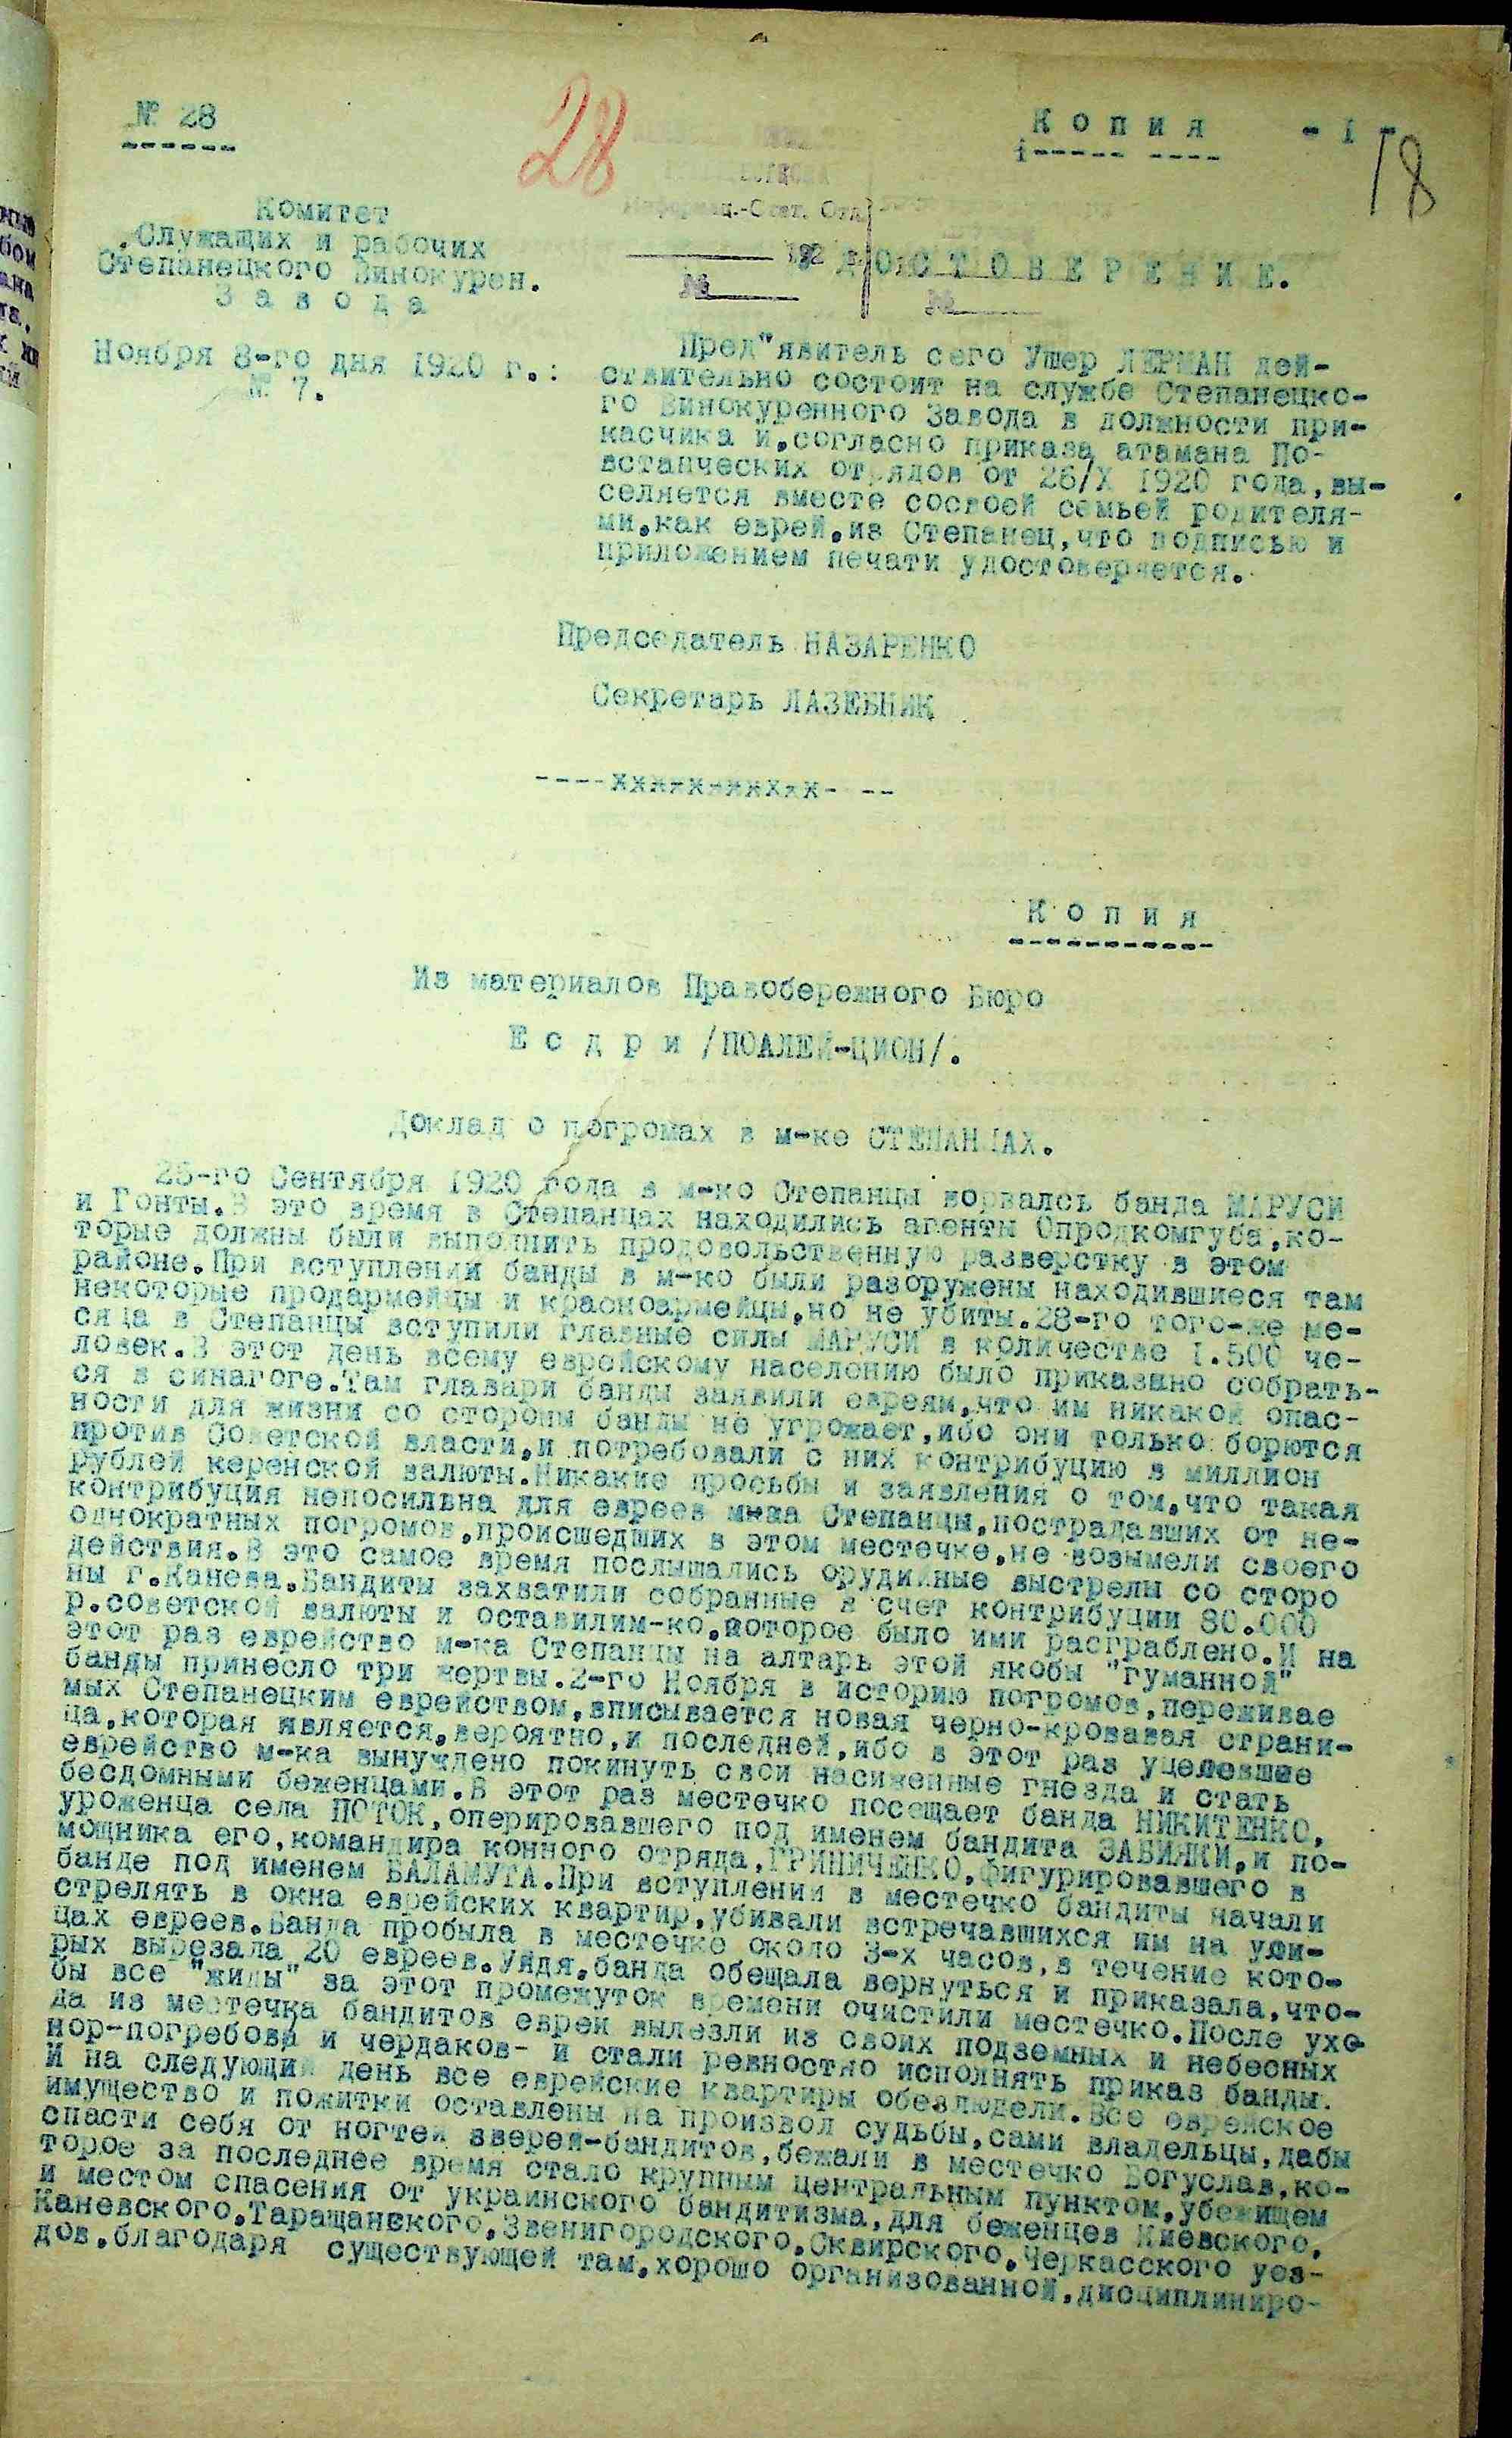 № 28
28
Копия
- 1 -
18
Информац.-Стат. Отд.
192
№
№
Комитет
Служащих и рабочих
Степанецкого Винокурен.
Завода
УДОСТОВЕРЕНИЕ.
Ноября 8-го дня 1920 г.:
№ 7.
Пред"явитель сего Ушер ЛЕРМАН дей-
ствительно состоит на службе Степанецко-
го Винокуренного Завода в должности при-
касчика и,согласно приказа атамана По-
встанческих отрядов от 26/X 1920 года,вы-
селяется вместе сосвоей семьей родителя-
ми,как еврей,из Степанец,что подписью и
приложением печати удостоверяется.
Председатель НАЗАРЕНКО
Секретарь ЛАЗЕБНИК
----ххх-х-ххх-х- --
Копия
Из материалов Правобережного Бюро
Е с д р п /ПОАЛЕЙ-ЦИОН/.
Доклад о погромах в м-ке СТЕПАНЦАХ.
25-го Сентября 1920 года в м-ко Степанцы ворвалсь банда МАРУСИ
и Гонты.В это время в Степанцах находились агенты Опродкомгуба,ко-
торые должны были выполнить продовольственную разверстку в этом
районе.При вступлении банды в м-ко были разоружены находившиеся там
некоторые продармейцы и красноармейцы,но не убиты.28-го того-же ме-
сяца в Степанцы вступили главные силы МАРУСИ в количестве 1.500 че-
ловек.В этот день всему еврейскому населению было приказано собрать-
ся в синагоге.Там главари банды заявили евреям,что им никакой опас-
ности для жизни со стороны банды не угрожает,ибо они только борются
против Советской власти,и потребовали с них контрибуцию в миллион
рублей керенской валюты.Никакие просьбы и заявления о том,что такая
контрибуция непосильна для евреев м-ка Степанцы,пострадавших от не-
однократных погромов,происшедших в этом местечке,не возымели своего
действия.В это самое время послышались орудийные выстрелы со сторо
ны г.Канева.Бандиты захватили собранные в счет контрибуции 80.000
р.советской валюты и оставилим-ко,которое было ими расграблено.И на
этот раз еврейство м-ка Степанцы на алтарь этой якобы "гуманной"
банды принесло три жертвы.2-го Ноября в историю погромов,переживае
мых Степанецким еврейством,вписывается новая черно-кровавая страни-
ца,которая является,вероятно,и последней,ибо в этот раз уцелевшие
еврейство м-ка вынуждено покинуть свои насиженные гнезда и стать
бесдомными беженцами.В этот раз местечко посещает банда НИКИТЕНКО,
уроженца села ПОТОК,оперировавшего под именем бандита ЗАВИЯКИ,и по-
мощника его,командира конного отряда,ГРИНИЧЕНКО,фигурировавшего в
банде под именем БАЛАМУТА.При вступлении в местечко бандиты начали
стрелять в окна еврейских квартир,убивали встречавшихся им на ули-
цах евреев.Банда пробыла в местечке около 3-х часов,в течение кото-
рых вырезала 20 евреев.Уйдя,банда обещала вернуться и приказала,что-
бы все "жиды" за этот промежуток времени очистили местечко.После ухо-
да из местечка бандитов евреи вылезли из своих подземных и небесных
нор-погребов и чердаков- и стали ревностно исполнять приказ банды.
И на следующий день все еврейские квартиры обезлюдели.Все еврейское
имущество и пожитки оставлены на произвол судьбы,сами владельцы,дабы
спасти себя от ногтей зверей-бандитов,бежали в местечко Богуслав,ко-
торое за последнее время стало крупным центральным пунктом,убежищем
и местом спасения от украинского бандитизма,для беженцев Киевского,
Каневского,Таращанского,Звенигородского,Сквирского,Черкасского уез-
дов,благодаря существующей там,хорошо организованной,дисциплиниро-